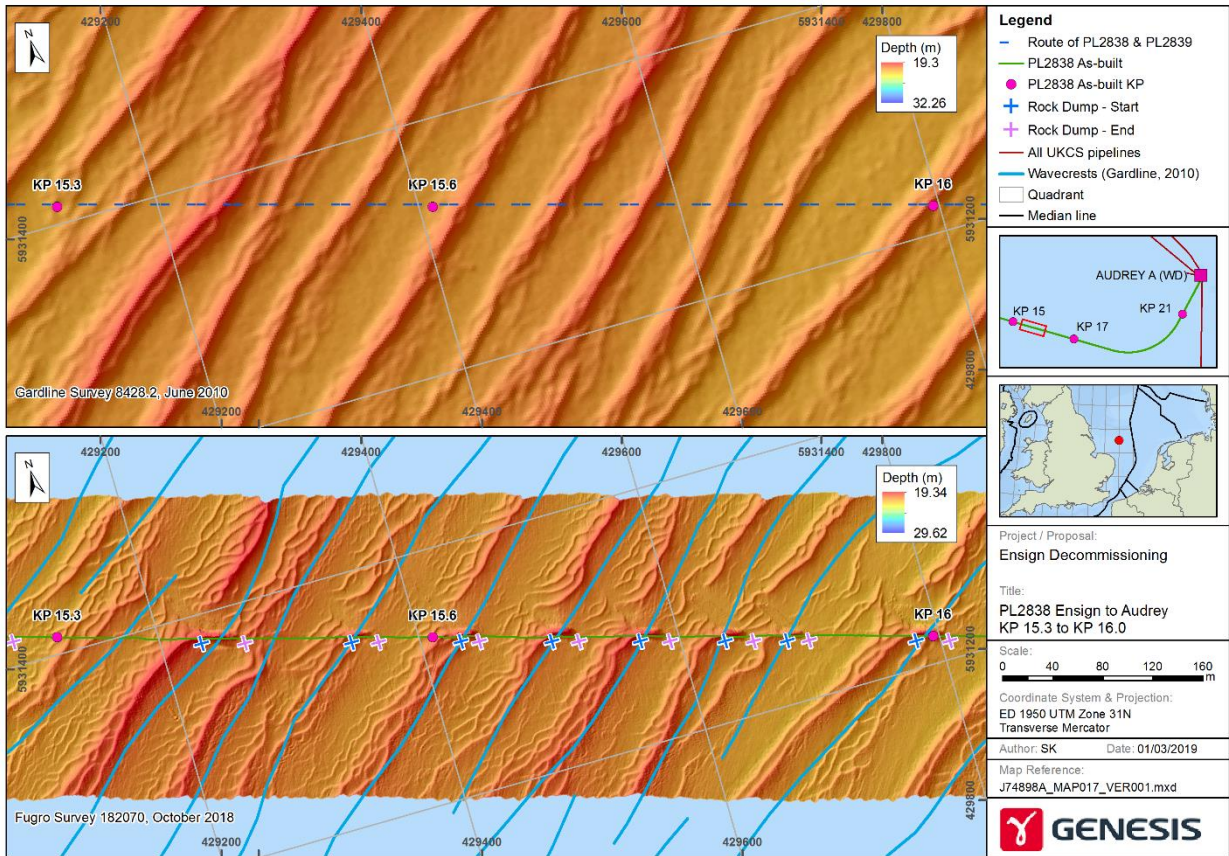 429200
429400
429600
5931400
429800
N
Depth (m)
19.3
32.26
KP 15.3
KP 15.6
KP 16
5931400
5931200
429800
Gardline Survey 8428.2, June 2010
429200
429400
429600
429200
429400
429600
5931400
429800
N
Depth (m)
19.34
29.62
KP 15.3
KP 15.6
KP 16
5931400
5931200
429800
Fugro Survey 182070, October 2018
429200
429400
429600
Legend
Route of PL2838 & PL2839
PL2838 As-built
PL2838 As-built KP
Rock Dump - Start
Rock Dump - End
All UKCS pipelines
Wavecrests (Gardline, 2010)
Quadrant
Median line
AUDREY A (WD)
KP 15
KP 17
KP 21
Project / Proposal:
Ensign Decommissioning
Title:
PL2838 Ensign to Audrey
KP 15.3 to KP 16.0
Scale:
0 40 80 120 160
m
Coordinate System & Projection:
ED 1950 UTM Zone 31N
Transverse Mercator
Author: SK Date: 01/03/2019
Map Reference:
J74898A_MAP017_VER001.mxd
GENESIS